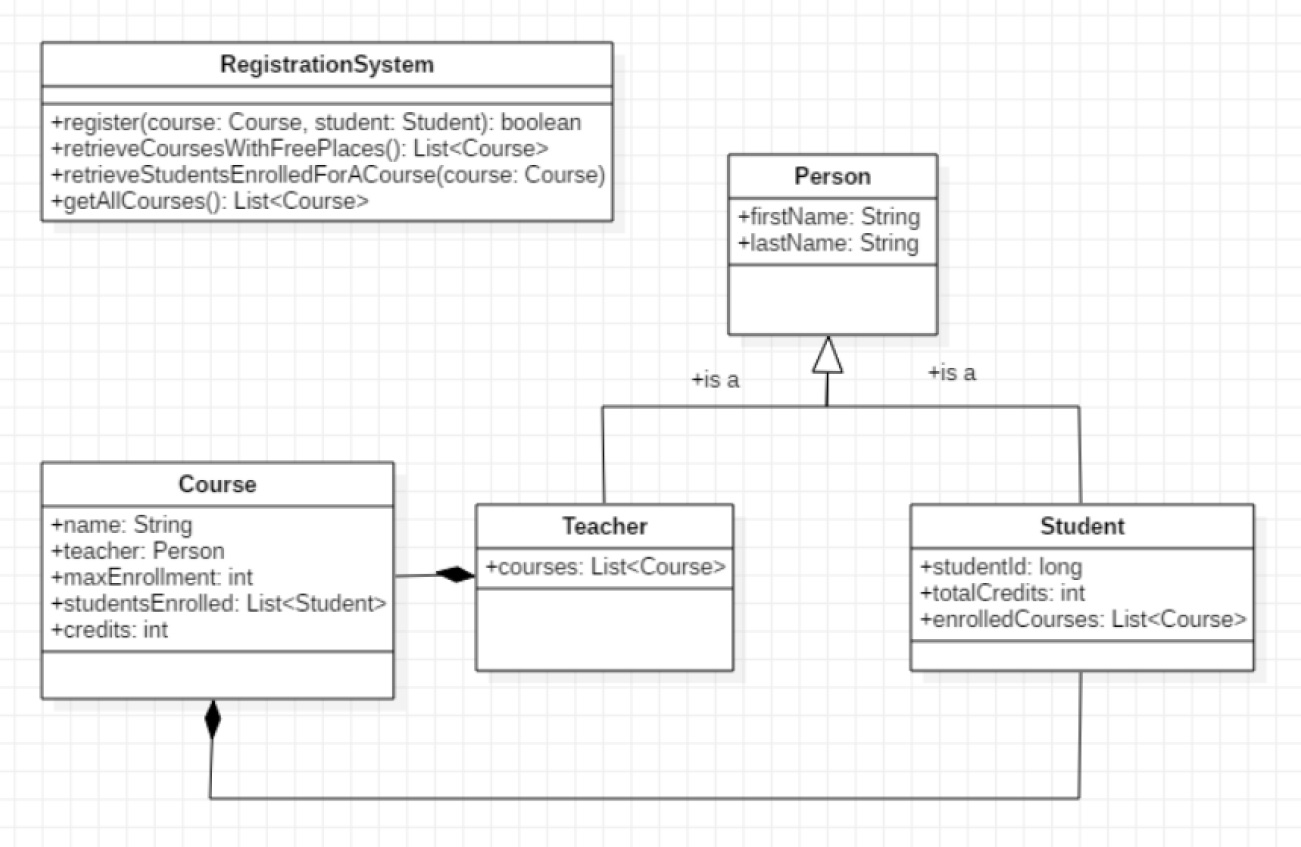 RegistrationSystem
+register(course: Course, student: Student): boolean
+retrieveCoursesWithFreePlaces(): List<Course>
+retrieveStudentsEnrolledForACourse(course: Course)
+getAllCourses(): List<Course>
Person
+firstName: String
+lastName: String
+is a
+is a
Course
+name: String
+teacher: Person
+maxEnrollment: int
+studentsEnrolled: List<Student>
+credits: int
Teacher
+courses: List<Course>
Student
+studentId: long
+totalCredits: int
+enrolledCourses: List<Course>